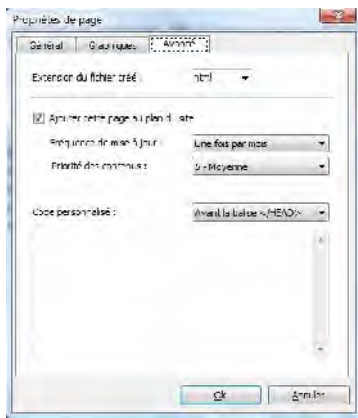 Propriétés de page
Général Graphiques Avancé
Extension du fichier créé : html
Ajouter cette page au plan du site
Fréquence de mise à jour : Une fois par mois
Priorité des contenus : 5 - Moyenne
Code personnalisé : Avant la balise </HEAD>
Ok Annuler